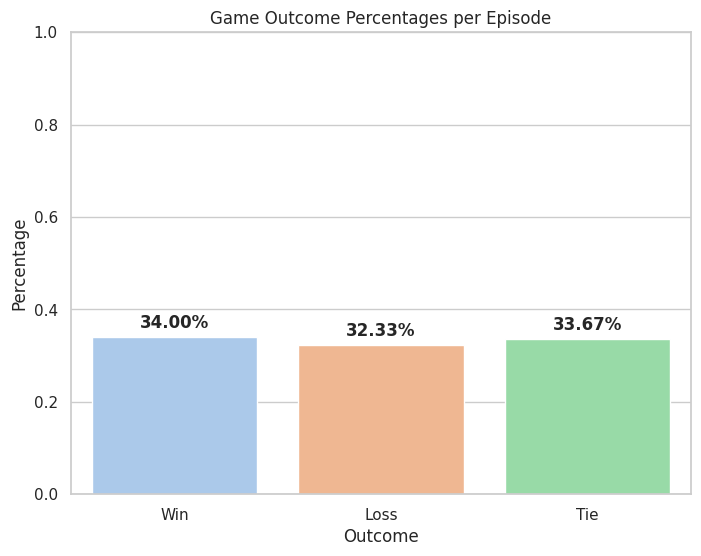 Game Outcome Percentages per Episode
1.0
0.8
0.6
0.4
0.2
0.0
Percentage
34.00%
32.33%
33.67%
Win
Loss
Tie
Outcome